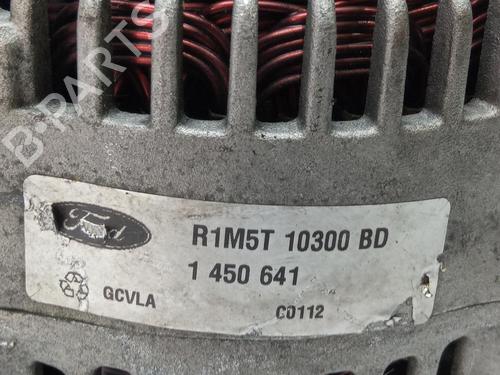 B-PARTS
Ford
R1M5T 10300 BD
1 450 641
GCVLA
C0112